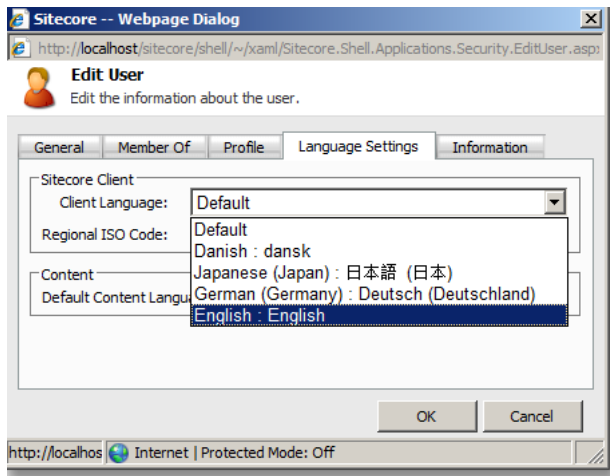 Sitecore -- Webpage Dialog
http://localhost/sitecore/shell/~/xaml/Sitecore.Shell.Applications.Security.EditUser.asp
Edit User
Edit the information about the user.
General Member Of Profile Language Settings Information
Sitecore Client
Client Language: Default
Regional ISO Code: Default
Danish : dansk
Japanese (Japan) : 日本語 (日本)
Content
German (Germany) : Deutsch (Deutschland)
Default Content Langu
English : English
OK Cancel
http://localhos Internet | Protected Mode: Off